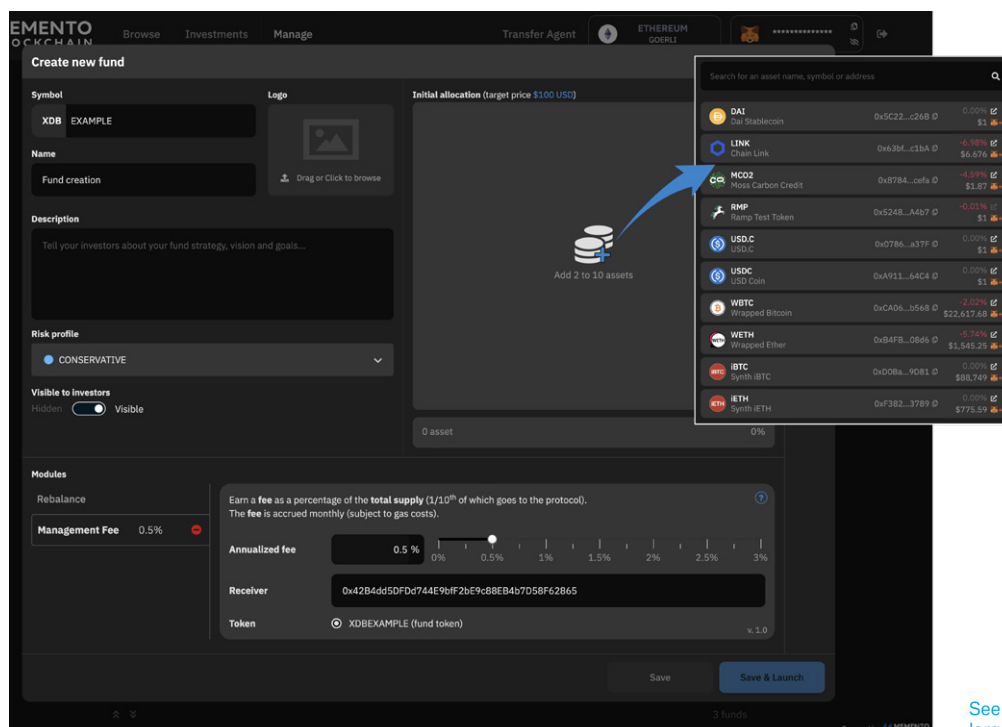 EMENTO
OCKCHAIN
Browse
Investments
Manage
Transfer Agent
ETHEREUM
GOERLI
**************
Create new fund
Symbol
XDB EXAMPLE
Logo
Drag or Click to browse
Name
Fund creation
Description
Tell your investors about your fund strategy, vision and goals...
Risk profile
CONSERVATIVE
Visible to investors
Hidden Visible
Initial allocation (target price $100 USD)
Add 2 to 10 assets
0 asset 0%
Search for an asset name, symbol or address
DAI
Dai Stablecoin
0x5C22...c26B
0.00%
$1
LINK
Chain Link
0x63bf...c1bA
-6.98%
$6.676
MCO2
Moss Carbon Credit
0x8784...cefa
-4.59%
$1.87
RMP
Ramp Test Token
0x5248...A4b7
-0.01%
$1
USD.C
USD.C
0x0786...a37F
0.00%
$1
USDC
USD Coin
0xA911...64C4
0.00%
$1
WBTC
Wrapped Bitcoin
0xCA06...b568
-2.02%
$22,617.68
WETH
Wrapped Ether
0xB4FB...08d6
-5.74%
$1,545.25
iBTC
Synth iBTC
0xD0Ba...9D81
0.00%
$88,749
iETH
Synth iETH
0xF382...3789
0.00%
$775.59
Modules
Rebalance
Management Fee 0.5%
Earn a fee as a percentage of the total supply (1/10th of which goes to the protocol).
The fee is accrued monthly (subject to gas costs).
Annualized fee
0.5 %
0% 0.5% 1% 1.5% 2% 2.5% 3%
Receiver
0x42B4dd5DFDd744E9bfF2bE9c88EB4b7D58F62865
Token
XDBEXAMPLE (fund token)
v. 1.0
Save
Save & Launch
3 funds
MEMENTO
See